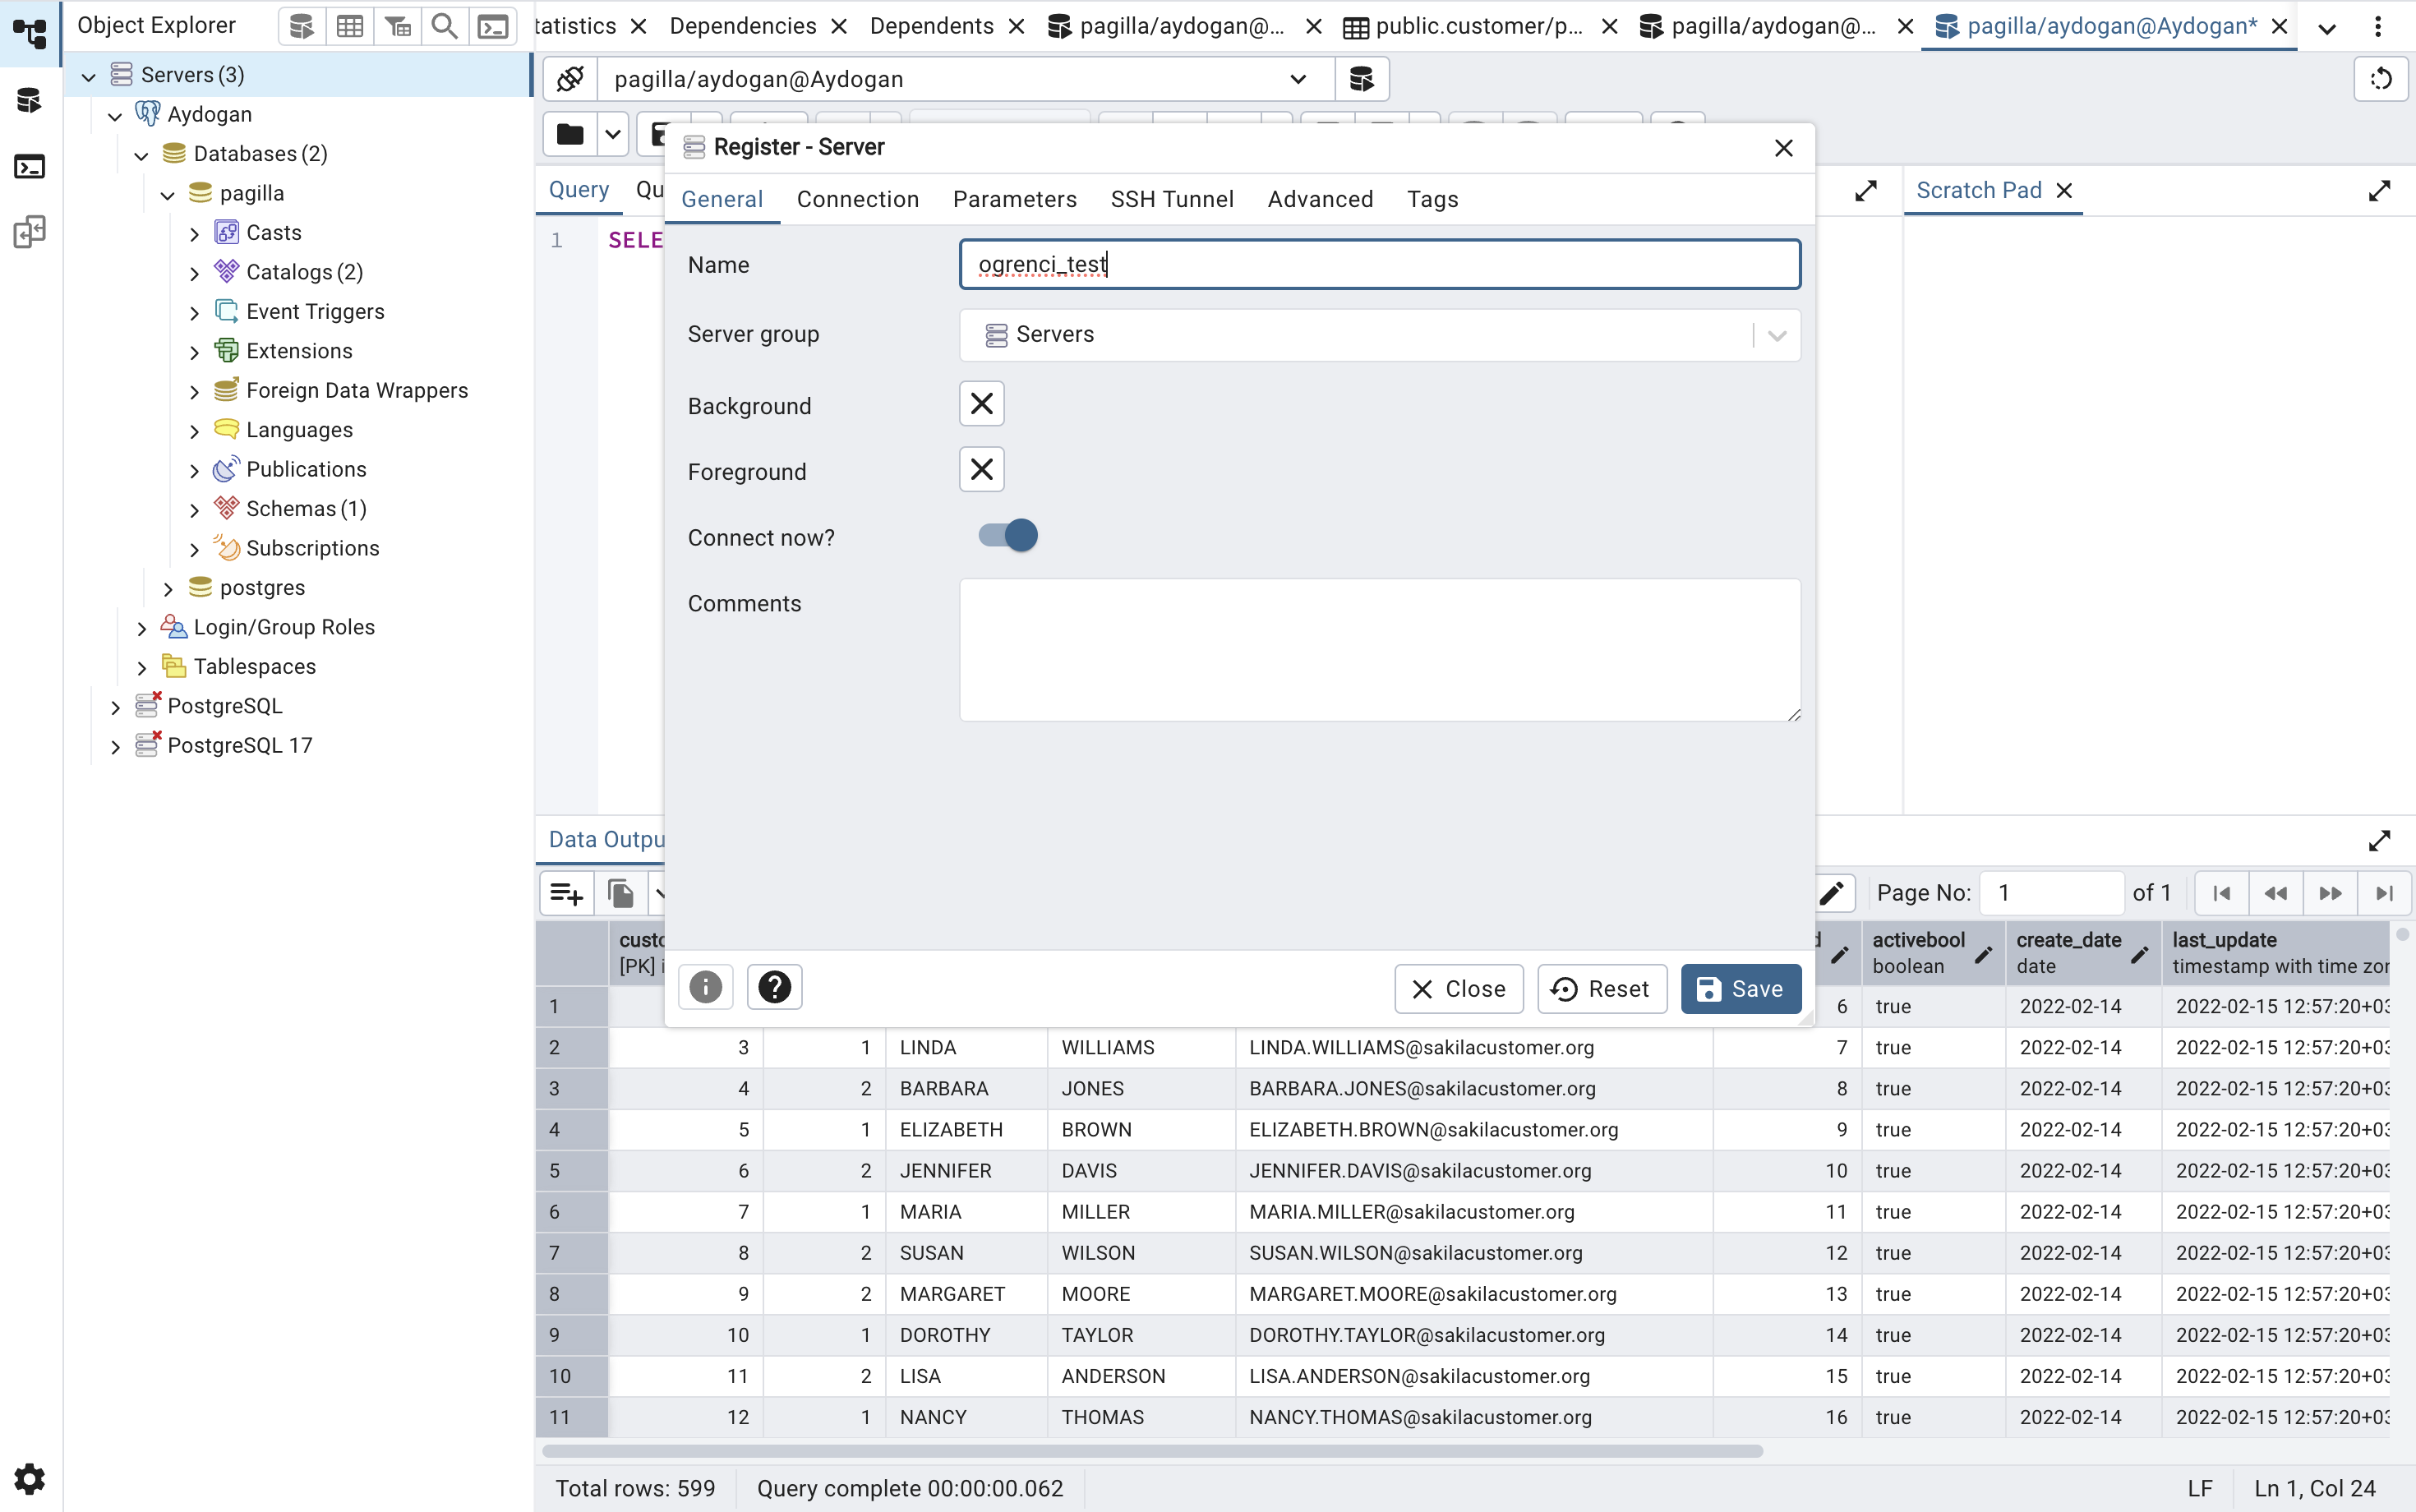 Object Explorer
Servers (3)
Aydogan
Databases (2)
pagilla
Casts
Catalogs (2)
Event Triggers
Extensions
Foreign Data Wrappers
Languages
Publications
Schemas (1)
Subscriptions
postgres
Login/Group Roles
Tablespaces
PostgreSQL
PostgreSQL 17
tatistics Dependencies Dependents pagilla/aydogan@... public.customer/p... pagilla/aydogan@... pagilla/aydogan@Aydogan*
pagilla/aydogan@Aydogan
Query Qu
Scratch Pad
1 SELE
Register - Server
General Connection Parameters SSH Tunnel Advanced Tags
Name ogrenci_test
Server group Servers
Background
Foreground
Connect now?
Comments
Close Reset Save
Data Outpu
Page No: 1 of 1
custo d activebool create_date last_update
[PK] i boolean date timestamp with time zon
1 6 true 2022-02-14 2022-02-15 12:57:20+03
2 3 1 LINDA WILLIAMS LINDA.WILLIAMS@sakilacustomer.org 7 true 2022-02-14 2022-02-15 12:57:20+03
3 4 2 BARBARA JONES BARBARA.JONES@sakilacustomer.org 8 true 2022-02-14 2022-02-15 12:57:20+03
4 5 1 ELIZABETH BROWN ELIZABETH.BROWN@sakilacustomer.org 9 true 2022-02-14 2022-02-15 12:57:20+03
5 6 2 JENNIFER DAVIS JENNIFER.DAVIS@sakilacustomer.org 10 true 2022-02-14 2022-02-15 12:57:20+03
6 7 1 MARIA MILLER MARIA.MILLER@sakilacustomer.org 11 true 2022-02-14 2022-02-15 12:57:20+03
7 8 2 SUSAN WILSON SUSAN.WILSON@sakilacustomer.org 12 true 2022-02-14 2022-02-15 12:57:20+03
8 9 2 MARGARET MOORE MARGARET.MOORE@sakilacustomer.org 13 true 2022-02-14 2022-02-15 12:57:20+03
9 10 1 DOROTHY TAYLOR DOROTHY.TAYLOR@sakilacustomer.org 14 true 2022-02-14 2022-02-15 12:57:20+03
10 11 2 LISA ANDERSON LISA.ANDERSON@sakilacustomer.org 15 true 2022-02-14 2022-02-15 12:57:20+03
11 12 1 NANCY THOMAS NANCY.THOMAS@sakilacustomer.org 16 true 2022-02-14 2022-02-15 12:57:20+03
Total rows: 599 Query complete 00:00:00.062 LF Ln 1, Col 24